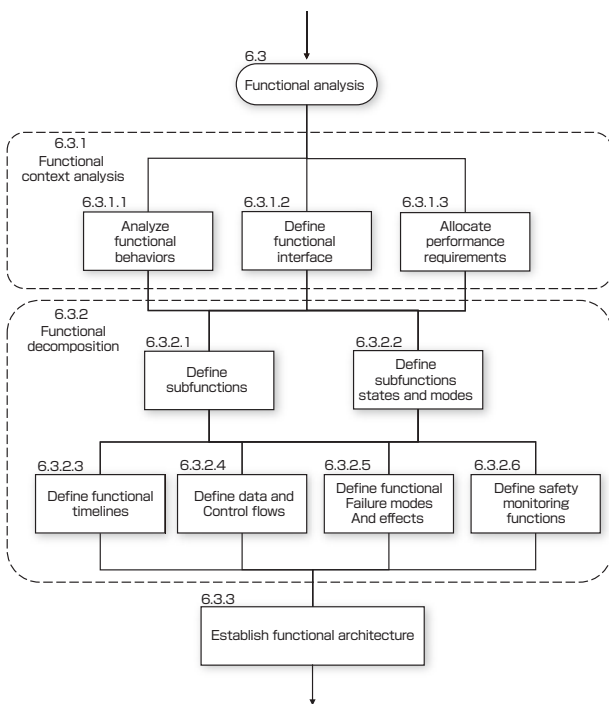 6.3
Functional analysis
6.3.1
Functional
context analysis
6.3.1.1
Analyze
functional
behaviors
6.3.1.2
Define
functional
interface
6.3.1.3
Allocate
performance
requirements
6.3.2
Functional
decomposition
6.3.2.1
Define
subfunctions
6.3.2.2
Define
subfunctions
states and modes
6.3.2.3
Define functional
timelines
6.3.2.4
Define data and
Control flows
6.3.2.5
Define functional
Failure modes
And effects
6.3.2.6
Define safety
monitoring
functions
6.3.3
Establish functional architecture